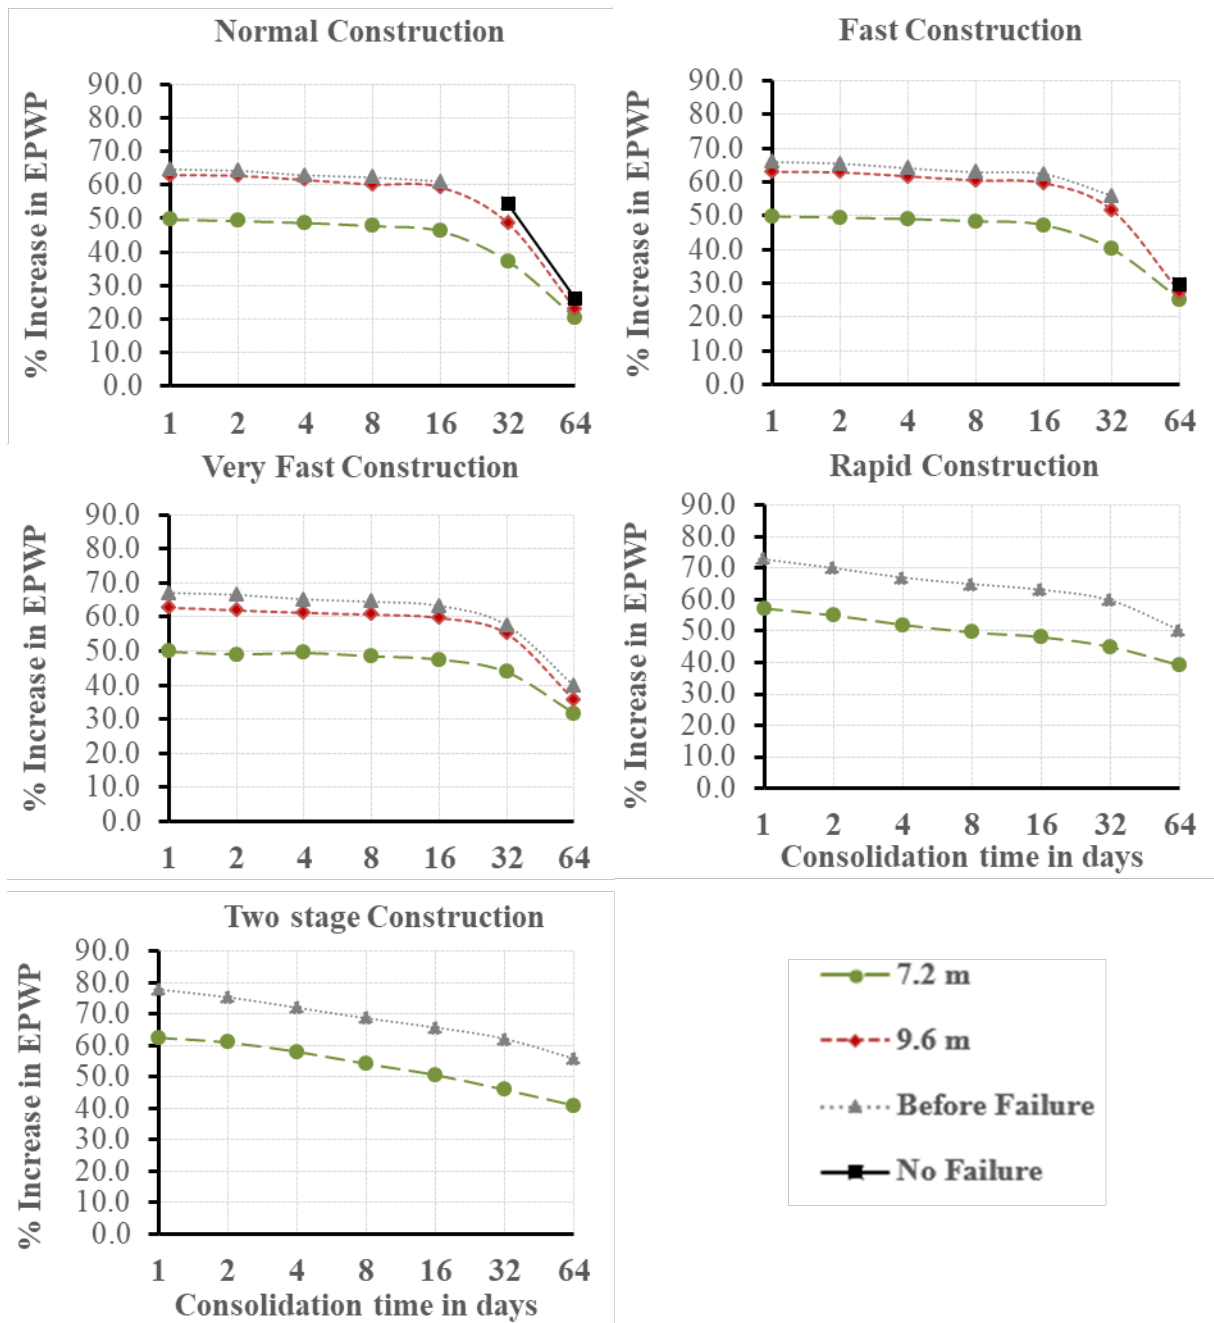 Normal Construction
% Increase in EPWP
90.0
80.0
70.0
60.0
50.0
40.0
30.0
20.0
10.0
0.0
1 2 4 8 16 32 64
Fast Construction
% Increase in EPWP
90.0
80.0
70.0
60.0
50.0
40.0
30.0
20.0
10.0
0.0
1 2 4 8 16 32 64
Very Fast Construction
% Increase in EPWP
90.0
80.0
70.0
60.0
50.0
40.0
30.0
20.0
10.0
0.0
1 2 4 8 16 32 64
Rapid Construction
% Increase in EPWP
90.0
80.0
70.0
60.0
50.0
40.0
30.0
20.0
10.0
0.0
1 2 4 8 16 32 64
Consolidation time in days
Two stage Construction
% Increase in EPWP
90.0
80.0
70.0
60.0
50.0
40.0
30.0
20.0
10.0
0.0
1 2 4 8 16 32 64
Consolidation time in days
7.2 m
9.6 m
Before Failure
No Failure